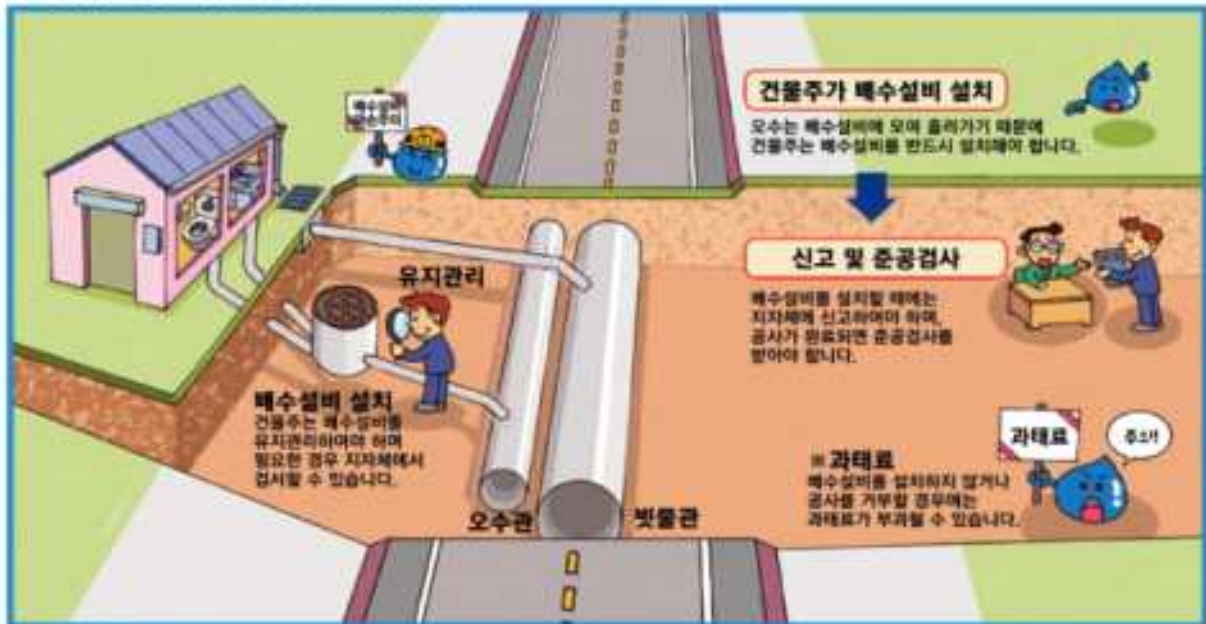 건물주가 배수설비 설치
오수는 배수설비에 모여 흘러가기 때문에
건물주는 배수설비를 반드시 설치해야 합니다.
신고 및 준공검사
배수설비를 설치할 때에는
지자체에 신고하여야 하며,
공사가 완료되면 준공검사를
받아야 합니다.
유지관리
배수설비 설치
건물주는 배수설비를
유지관리하여야 하며
필요한 경우 지자체에서
검사할 수 있습니다.
오수관
빗물관
과태료
※ 과태료
배수설비를 설치하지 않거나
공사를 거부할 경우에는
과태료가 부과될 수 있습니다.
배수설비